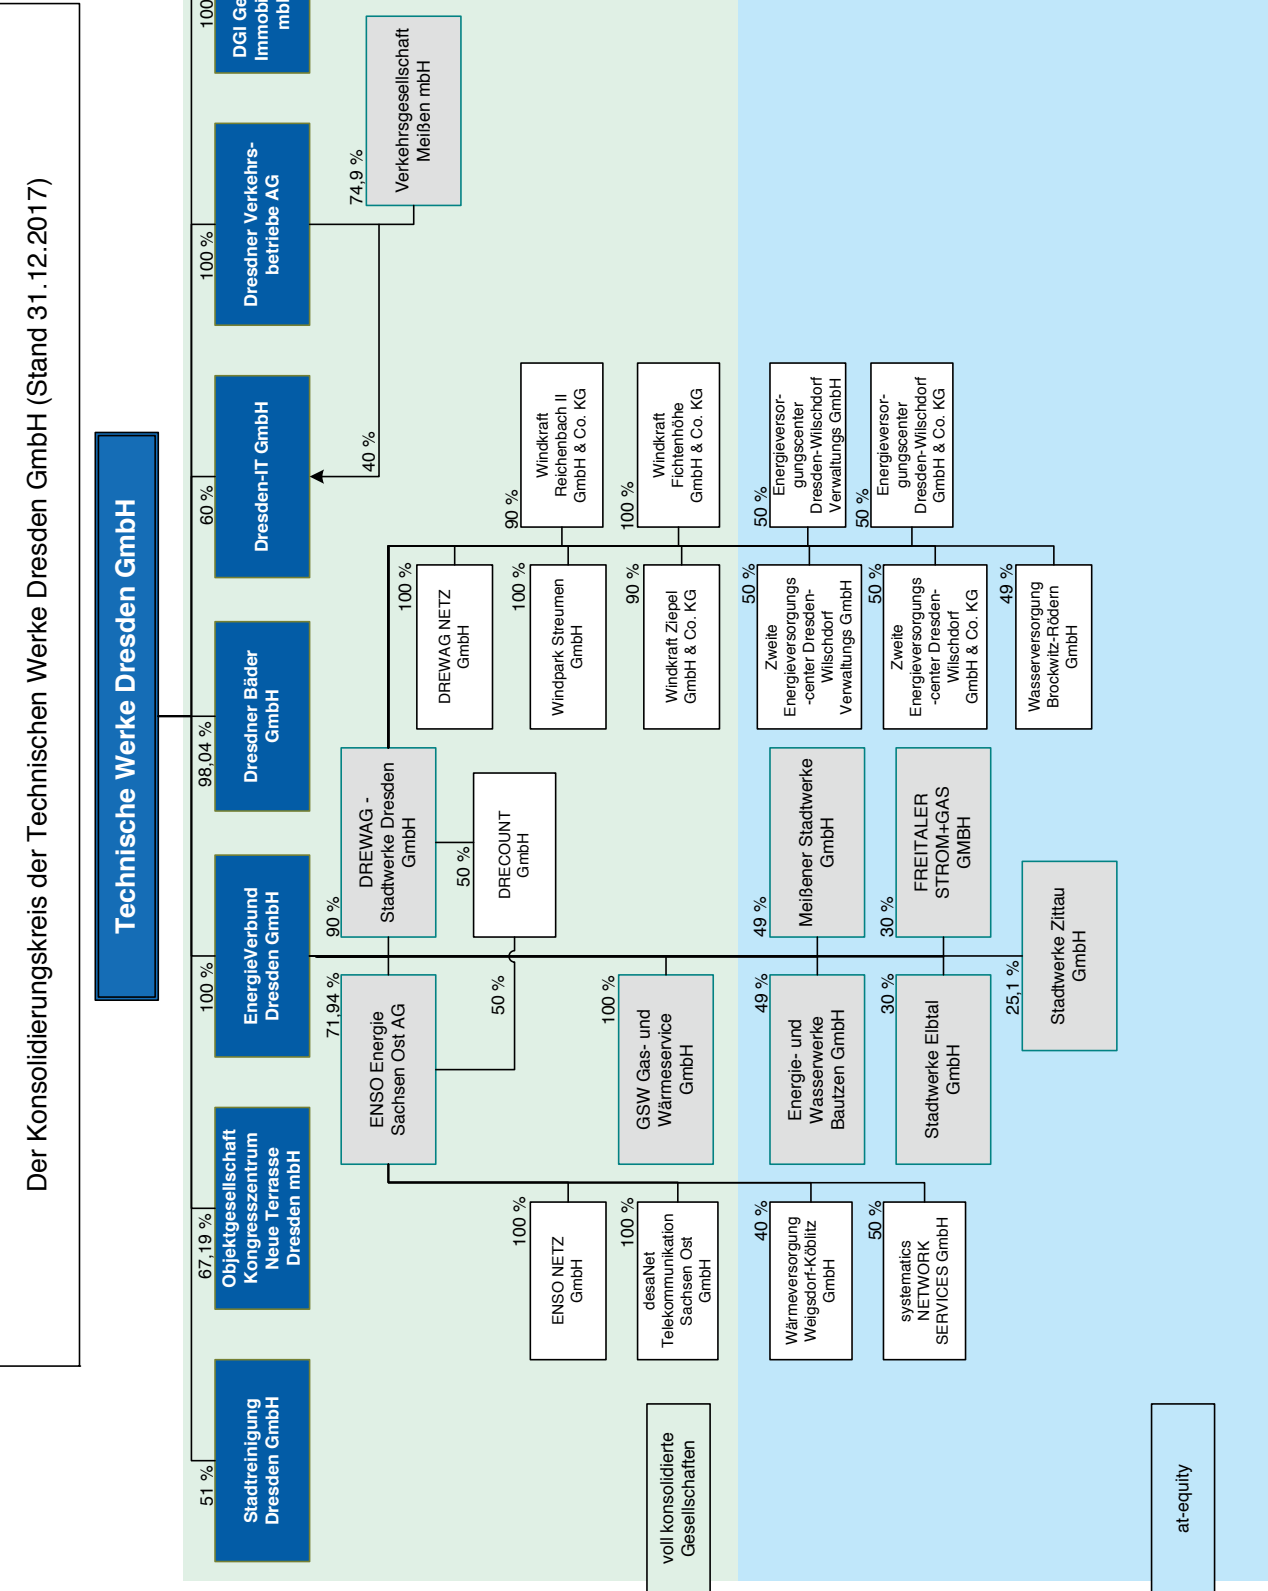 Der Konsolidierungskreis der Technischen Werke Dresden GmbH (Stand 31.12.2017)
Technische Werke Dresden GmbH
51 %
Stadtreinigung
Dresden GmbH
67,19 %
Objektgesellschaft
Kongresszentrum
Neue Terrasse
Dresden mbH
100 %
EnergieVerbund
Dresden GmbH
98,04 %
Dresdner Bäder
GmbH
60 %
Dresden-IT GmbH
100 %
Dresdner Verkehrs-
betriebe AG
100
DGI Ge
Immobi
mb
40 %
74,9 %
Verkehrsgesellschaft
Meißen mbH
71,94 %
ENSO Energie
Sachsen Ost AG
90 %
DREWAG -
Stadtwerke Dresden
GmbH
50 %
50 %
DRECOUNT
GmbH
100 %
ENSO NETZ
GmbH
100 %
desaNet
Telekommunikation
Sachsen Ost
GmbH
100 %
GSW Gas- und
Wärmeservice
GmbH
100 %
DREWAG NETZ
GmbH
100 %
Windpark Streumen
GmbH
90 %
Windkraft
Reichenbach II
GmbH & Co. KG
90 %
Windkraft Ziepel
GmbH & Co. KG
100 %
Windkraft
Fichtenhöhe
GmbH & Co. KG
voll konsolidierte
Gesellschaften
40 %
Wärmeversorgung
Weigsdorf-Köblitz
GmbH
50 %
systematics
NETWORK
SERVICES GmbH
49 %
Energie- und
Wasserwerke
Bautzen GmbH
49 %
Meißener Stadtwerke
GmbH
30 %
Stadtwerke Elbtal
GmbH
30 %
FREITALER
STROM+GAS
GMBH
25,1 %
Stadtwerke Zittau
GmbH
50 %
Zweite
Energieversorgungs
-center Dresden-
Wilschdorf
Verwaltungs GmbH
50 %
Energieversor-
gungscenter
Dresden-Wilschdorf
Verwaltungs GmbH
50 %
Zweite
Energieversorgungs
-center Dresden-
Wilschdorf
GmbH & Co. KG
50 %
Energieversor-
gungscenter
Dresden-Wilschdorf
GmbH & Co. KG
49 %
Wasserversorgung
Brockwitz-Rödern
GmbH
at-equity